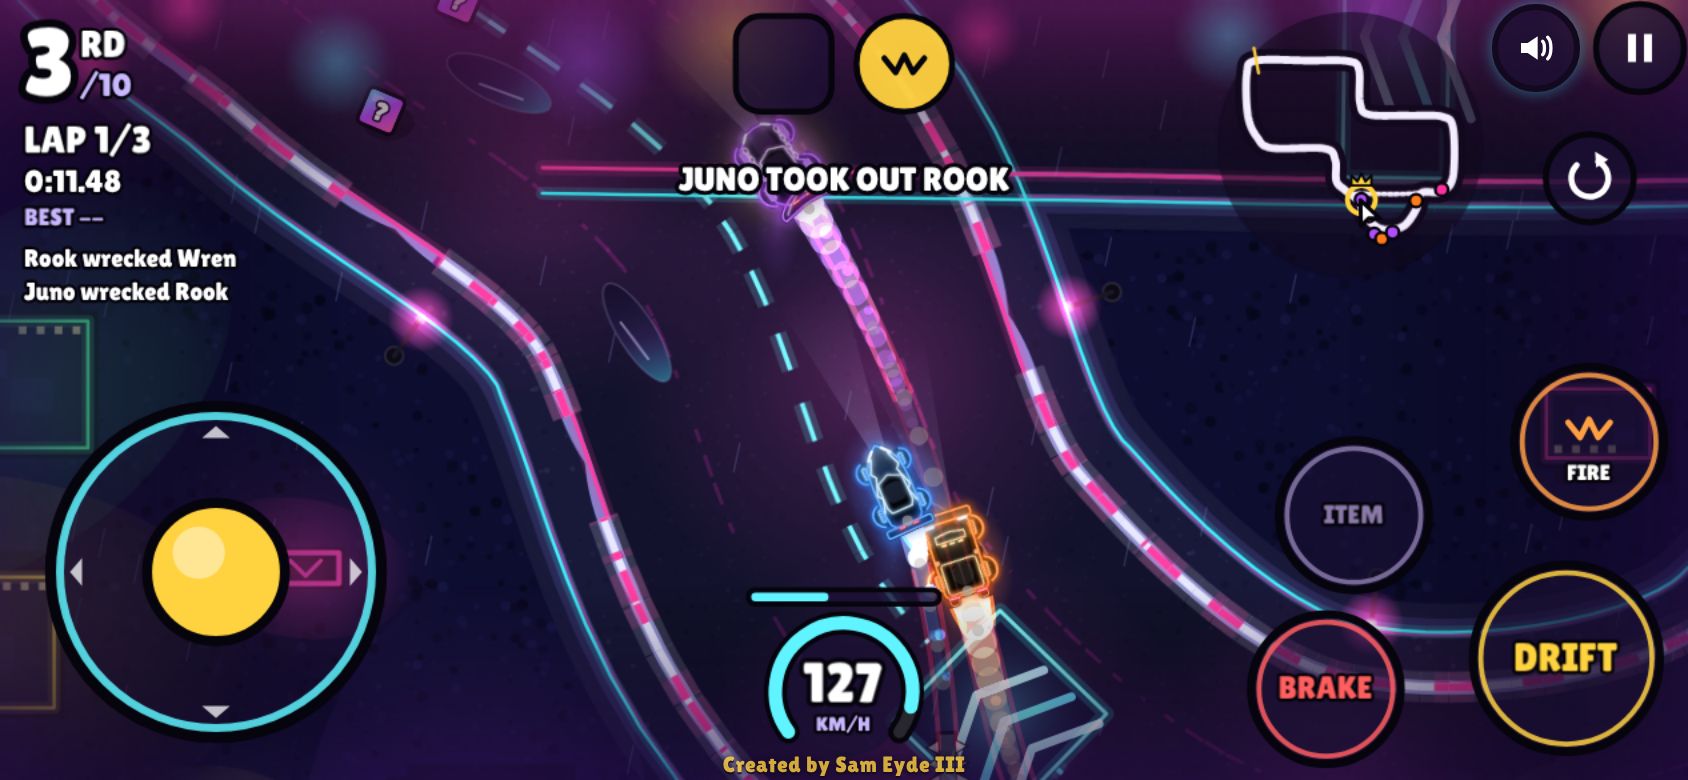 3RD
/10
LAP 1/3
0:11.48
BEST --
Rook wrecked Wren
Juno wrecked Rook
?
?
JUNO TOOK OUT ROOK
FIRE
ITEM
127
KM/H
BRAKE
DRIFT
Created by Sam Eyde III